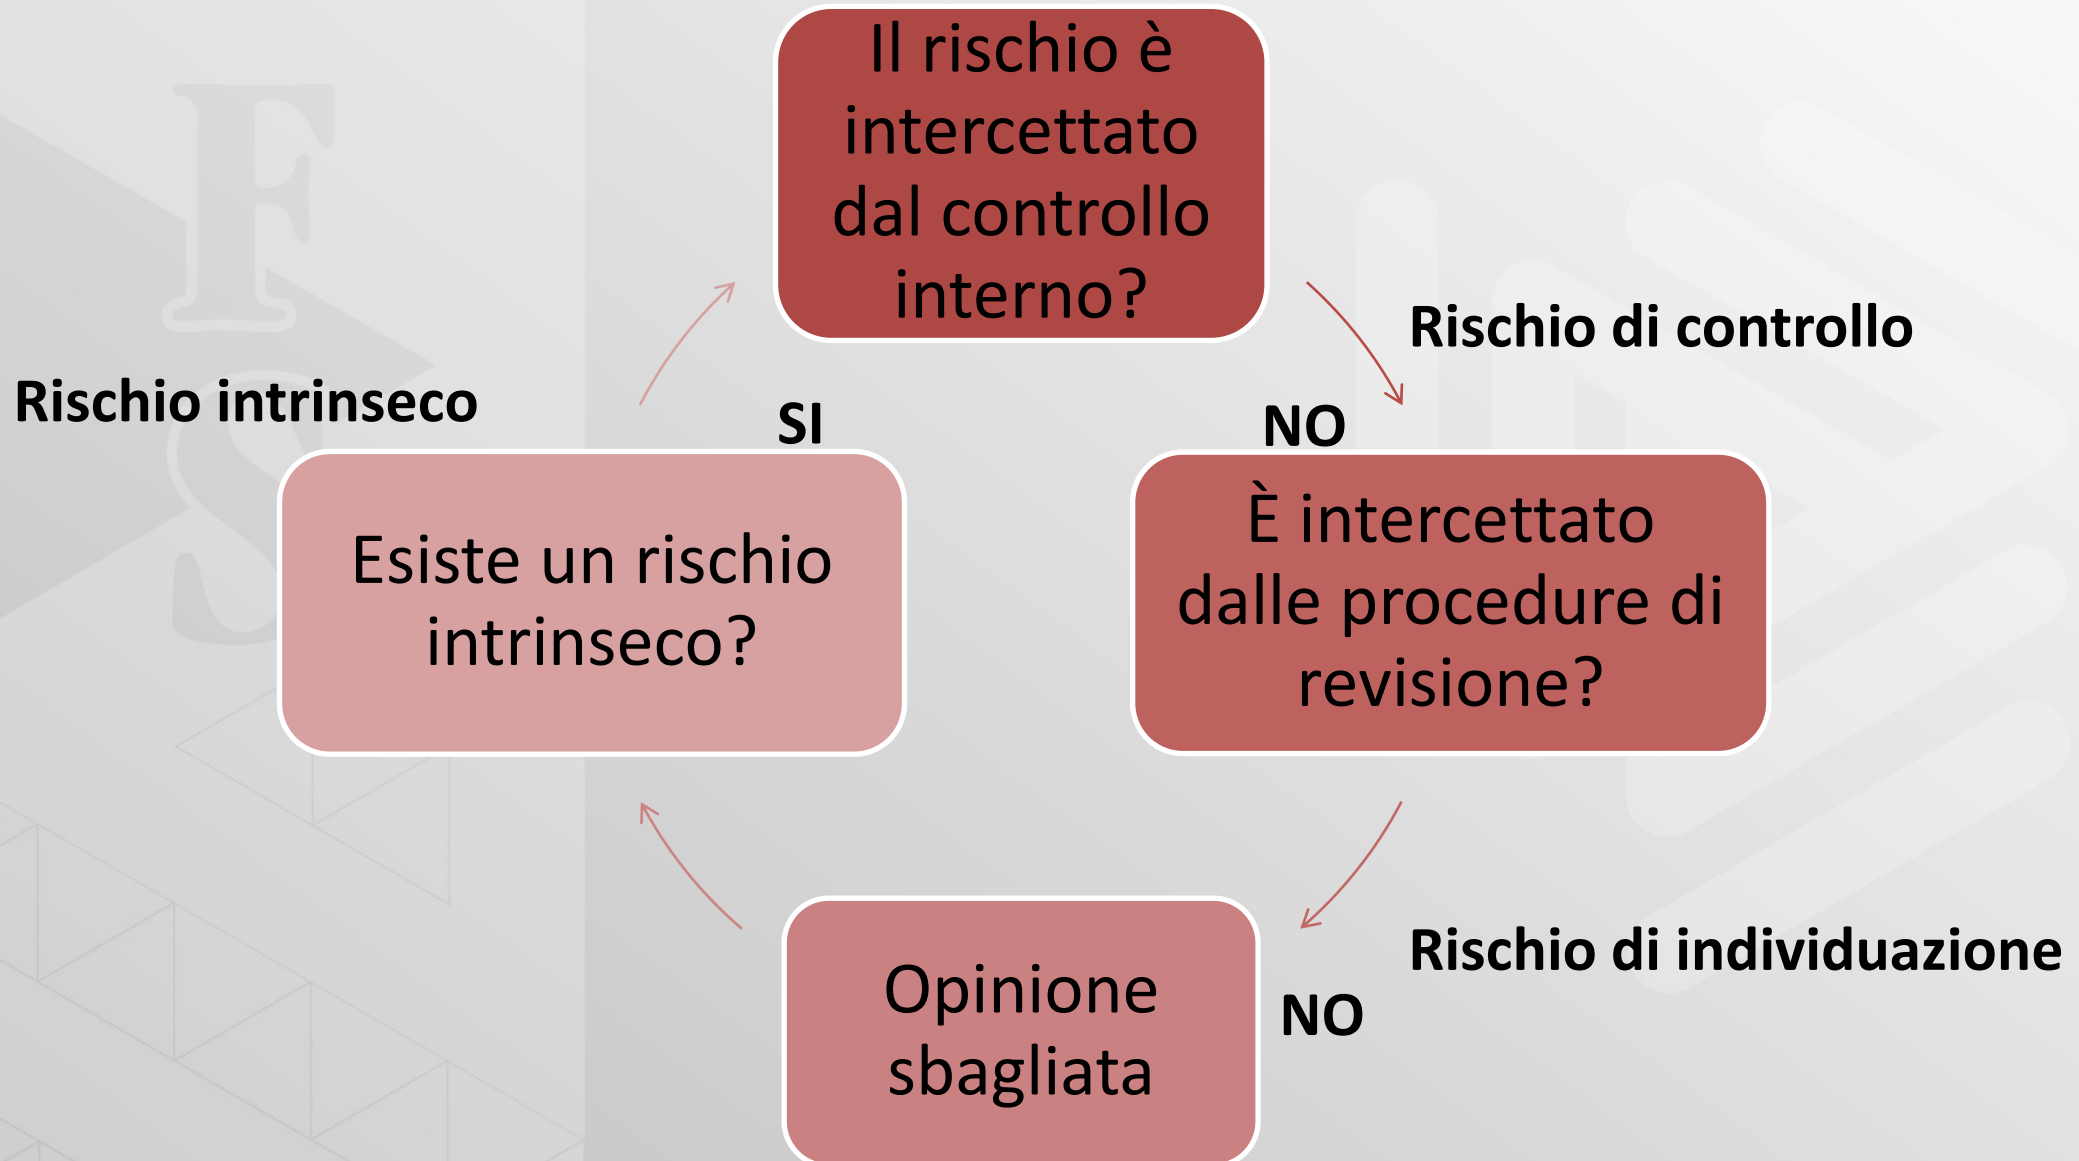 Il rischio è
intercettato
dal controllo
interno?
Rischio di controllo
Rischio intrinseco
SI
NO
Esiste un rischio
intrinseco?
È intercettato
dalle procedure di
revisione?
Rischio di individuazione
Opinione
sbagliata
NO
F
S